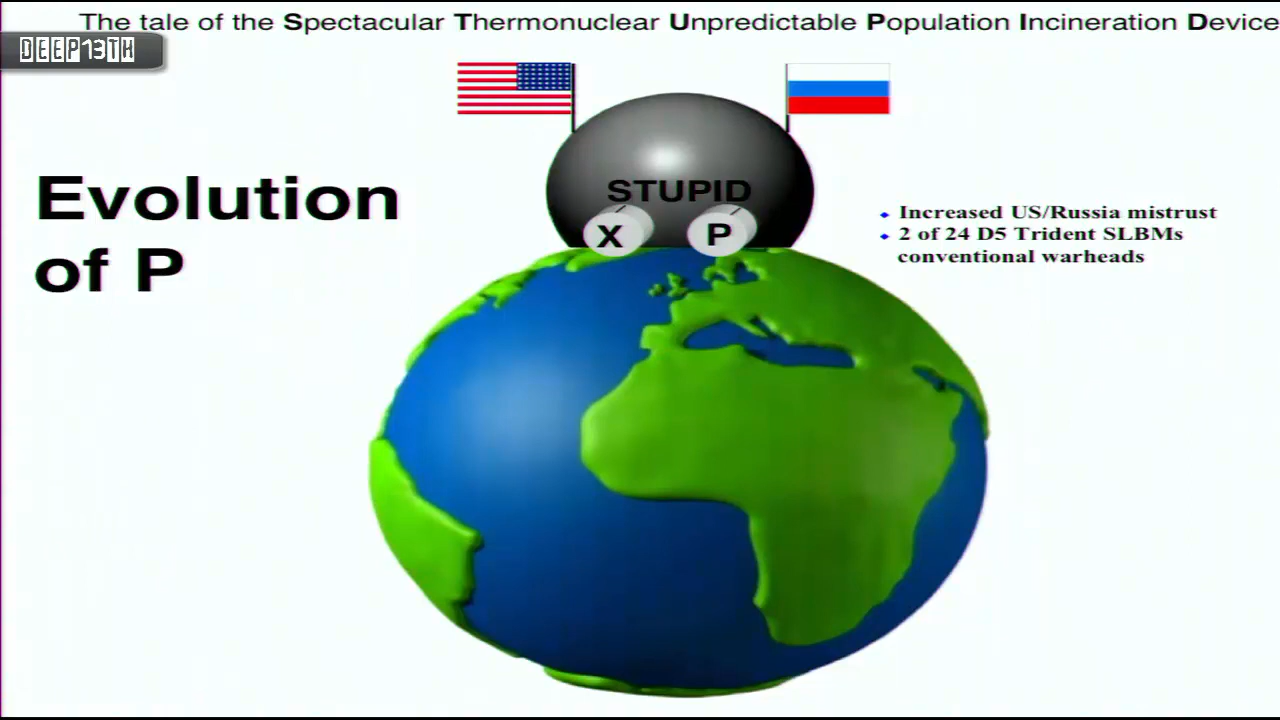 The tale of the Spectacular Thermonuclear Unpredictable Population Incineration Device
DEEP13TH
Evolution
of P
STUPID
X P
Increased US/Russia mistrust
2 of 24 D5 Trident SLBMs
conventional warheads